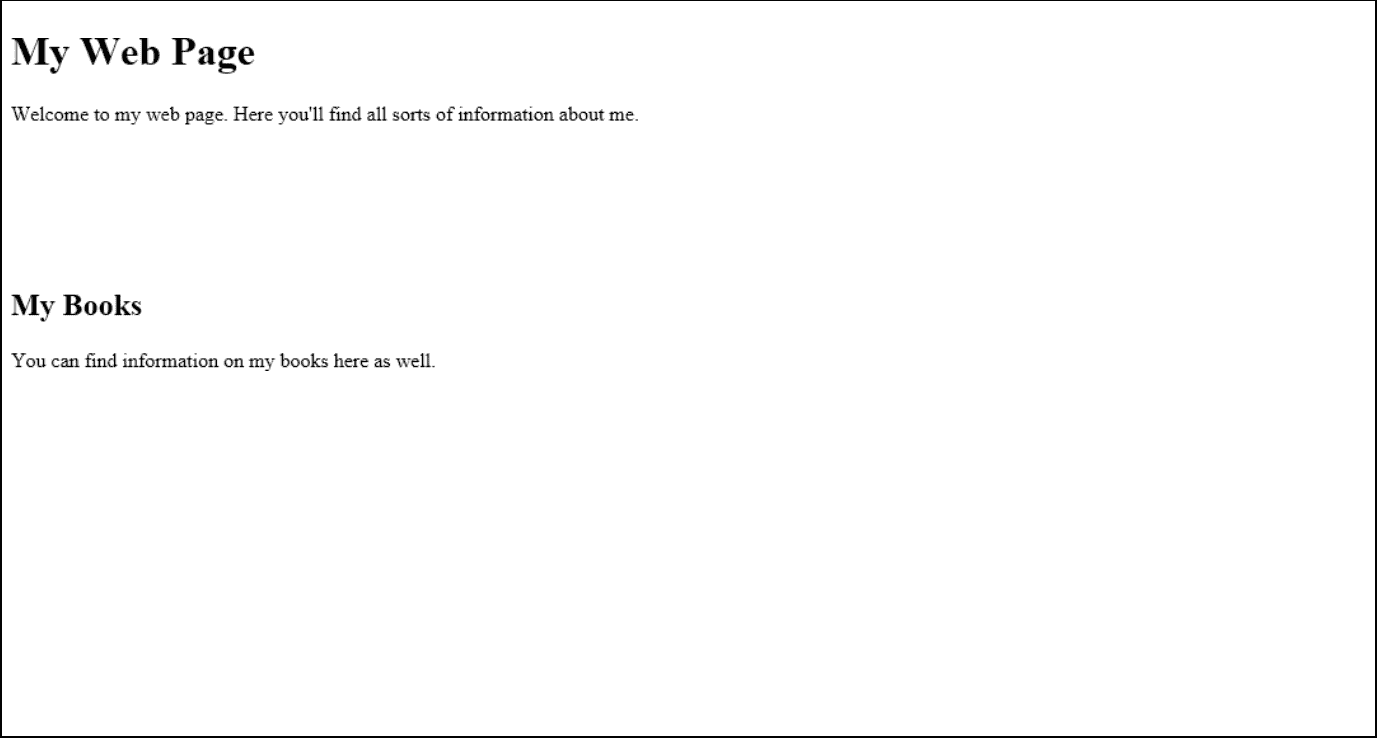 My Web Page
Welcome to my web page. Here you'll find all sorts of information about me.
My Books
You can find information on my books here as well.